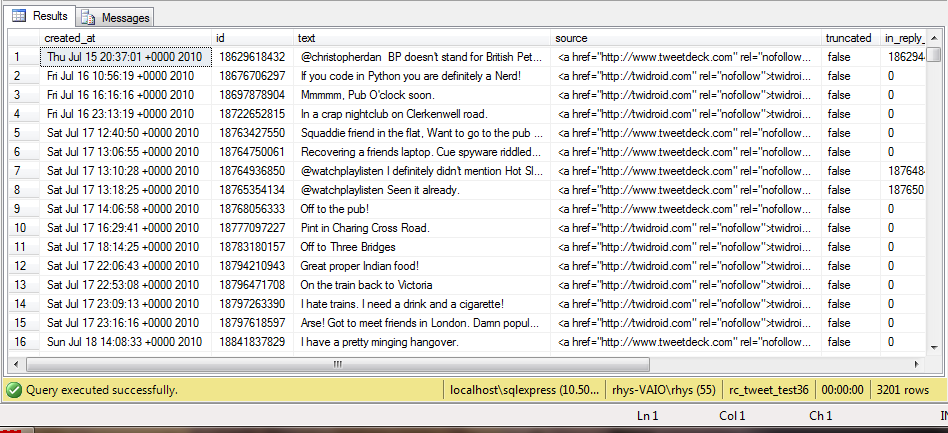 Results Messages
created_at id text source truncated in_reply_
1 Thu Jul 15 20:37:01 +0000 2010 18629618432 @christopherdan BP doesn't stand for British Pet... <a href="http://www.tweetdeck.com" rel="nofollow... false 186294
2 Fri Jul 16 10:56:19 +0000 2010 18676706297 If you code in Python you are definitely a Nerd! <a href="http://twidroid.com" rel="nofollow">twidro... false 0
3 Fri Jul 16 16:16:16 +0000 2010 18697878904 Mmmmm, Pub O'clock soon. <a href="http://www.tweetdeck.com" rel="nofollow... false 0
4 Fri Jul 16 23:13:19 +0000 2010 18722652815 In a crap nightclub on Clerkenwell road. <a href="http://twidroid.com" rel="nofollow">twidroi... false 0
5 Sat Jul 17 12:40:50 +0000 2010 18763427550 Squaddie friend in the flat, Want to go to the pub ... <a href="http://www.tweetdeck.com" rel="nofollow... false 0
6 Sat Jul 17 13:06:55 +0000 2010 18764750061 Recovering a friends laptop. Cue spyware riddled... <a href="http://www.tweetdeck.com" rel="nofollow... false 0
7 Sat Jul 17 13:10:28 +0000 2010 18764936850 @watchplaylisten I definitely didn't mention Hot Sl... <a href="http://www.tweetdeck.com" rel="nofollow... false 187648
8 Sat Jul 17 13:18:25 +0000 2010 18765354134 @watchplaylisten Seen it already. <a href="http://www.tweetdeck.com" rel="nofollow... false 187650
9 Sat Jul 17 14:06:58 +0000 2010 18768056333 Off to the pub! <a href="http://www.tweetdeck.com" rel="nofollow... false 0
10 Sat Jul 17 16:29:41 +0000 2010 18777097227 Pint in Charing Cross Road. <a href="http://twidroid.com" rel="nofollow">twidroi... false 0
11 Sat Jul 17 18:14:25 +0000 2010 18783180157 Off to Three Bridges <a href="http://twidroid.com" rel="nofollow">twidroi... false 0
12 Sat Jul 17 22:06:43 +0000 2010 18794210943 Great proper Indian food! <a href="http://twidroid.com" rel="nofollow">twidroi... false 0
13 Sat Jul 17 22:53:08 +0000 2010 18796471708 On the train back to Victoria <a href="http://twidroid.com" rel="nofollow">twidroi... false 0
14 Sat Jul 17 23:09:13 +0000 2010 18797263390 I hate trains. I need a drink and a cigarette! <a href="http://twidroid.com" rel="nofollow">twidroi... false 0
15 Sat Jul 17 23:16:16 +0000 2010 18797618597 Arse! Got to meet friends in London. Damn popul... <a href="http://twidroid.com" rel="nofollow">twidroi... false 0
16 Sun Jul 18 14:08:33 +0000 2010 18841837829 I have a pretty minging hangover. <a href="http://www.tweetdeck.com" rel="nofollow... false 0
Query executed successfully. localhost\sqlexpress (10.50... rhys-VAIO\rhys (55) rc_tweet_test36 00:00:00 3201 rows
Ln 1 Col 1 Ch 1 IN